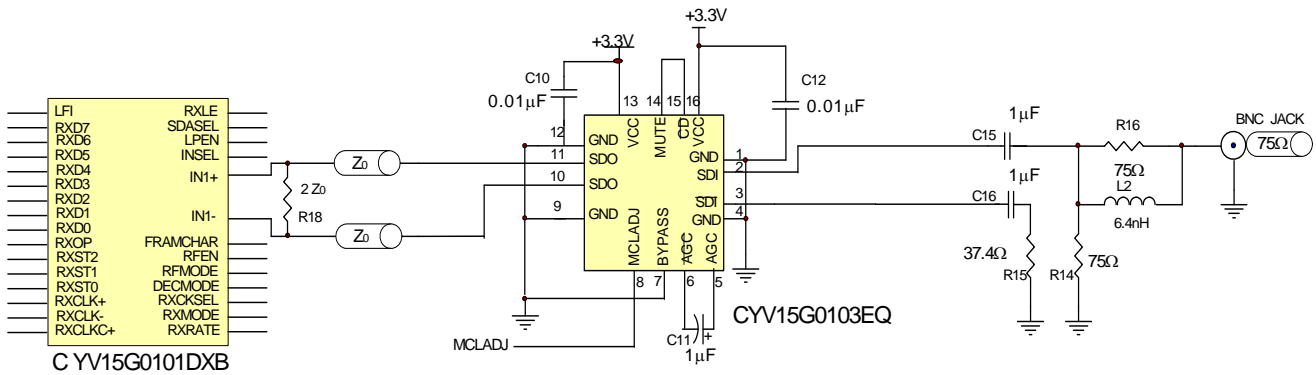 +3.3V
+3.3V
C10
0.01µF
C12
0.01µF
13
14
15
16
VCC
MUTE
CD
VCC
12
GND
11
SDO
10
SDO
9
GND
GND
1
SDI
2
SDI
3
GND
4
MCLADJ
BYPASS
AGC
AGC
8
7
6
5
C11
+
1µF
MCLADJ
CYV15G0103EQ
LFI
RXD7
RXD6
RXD5
RXD4
RXD3
RXD2
RXD1
RXD0
RXOP
RXST2
RXST1
RXST0
RXCLK+
RXCLK-
RXCLKC+
RXLE
SDASEL
LPEN
INSEL
IN1+
IN1-
FRAMCHAR
RFEN
RFMODE
DECMODE
RXCKSEL
RXMODE
RXRATE
C YV15G0101DXB
Z0
2 Z0
R18
Z0
1µF
C15
1µF
C16
R16
75Ω
L2
6.4nH
37.4Ω
R15
R14
75Ω
BNC JACK
75Ω